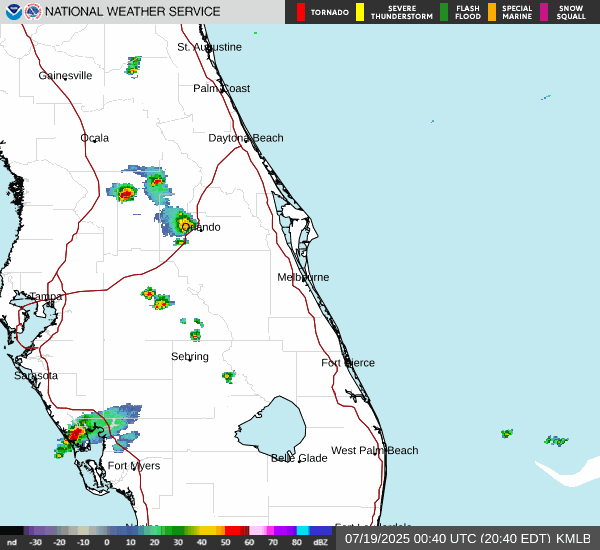 NATIONAL WEATHER SERVICE
TORNADO
SEVERE THUNDERSTORM
FLASH FLOOD
SPECIAL MARINE
SNOW SQUALL
St. Augustine
Gainesville
Palm Coast
Ocala
Daytona Beach
Orlando
Melbourne
Tampa
Sebring
Fort Pierce
Sarasota
West Palm Beach
Belle Glade
Fort Myers
Naples
Fort Lauderdale
nd -30 -20 -10 0 10 20 30 40 50 60 70 80 dBZ
07/19/2025 00:40 UTC (20:40 EDT) KMLB